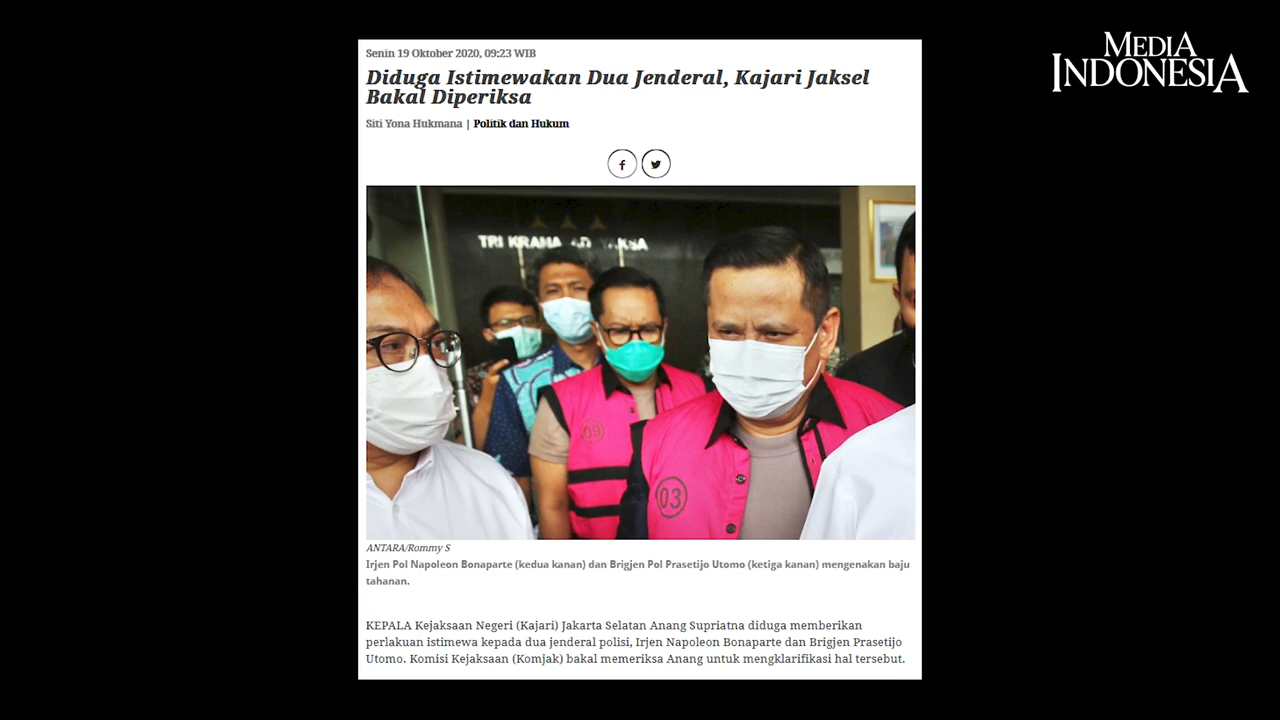 Senin 19 Oktober 2020, 09:23 WIB
MEDIA
INDONESIA
Diduga Istimewakan Dua Jenderal, Kajari Jaksel
Bakal Diperiksa
Siti Yona Hukmana | Politik dan Hukum
TRI KRAMA AD
03
03
ANTARA/Rommy S
Irjen Pol Napoleon Bonaparte (kedua kanan) dan Brigjen Pol Prasetijo Utomo (ketiga kanan) mengenakan baju
tahanan.
KEPALA Kejaksaan Negeri (Kajari) Jakarta Selatan Anang Supriatna diduga memberikan
perlakuan istimewa kepada dua jenderal polisi, Irjen Napoleon Bonaparte dan Brigjen Prasetijo
Utomo. Komisi Kejaksaan (Komjak) bakal memeriksa Anang untuk mengklarifikasi hal tersebut.